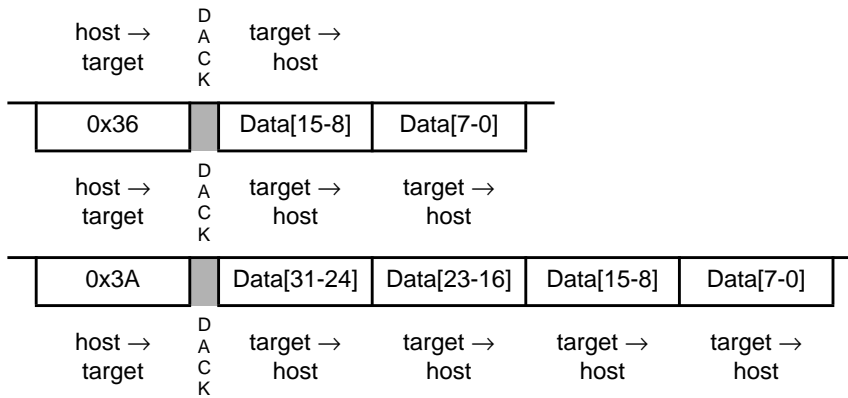 host → D target →
target A host
C
K
0x36 Data[15-8] Data[7-0]
host → D target → target →
target A host host
C
K
0x3A Data[31-24] Data[23-16] Data[15-8] Data[7-0]
host → D target → target → target → target →
target A host host host host
C
K